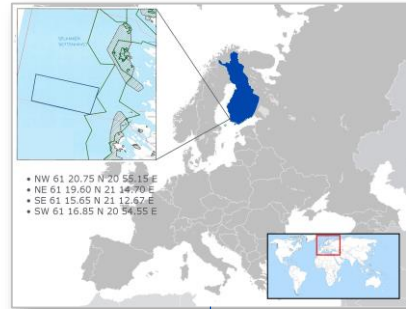 • NW 61 20.75 N 20 55.15 E
• NE 61 19.60 N 21 14.70 E
• SE 61 15.65 N 21 12.67 E
• SW 61 16.85 N 20 54.55 E